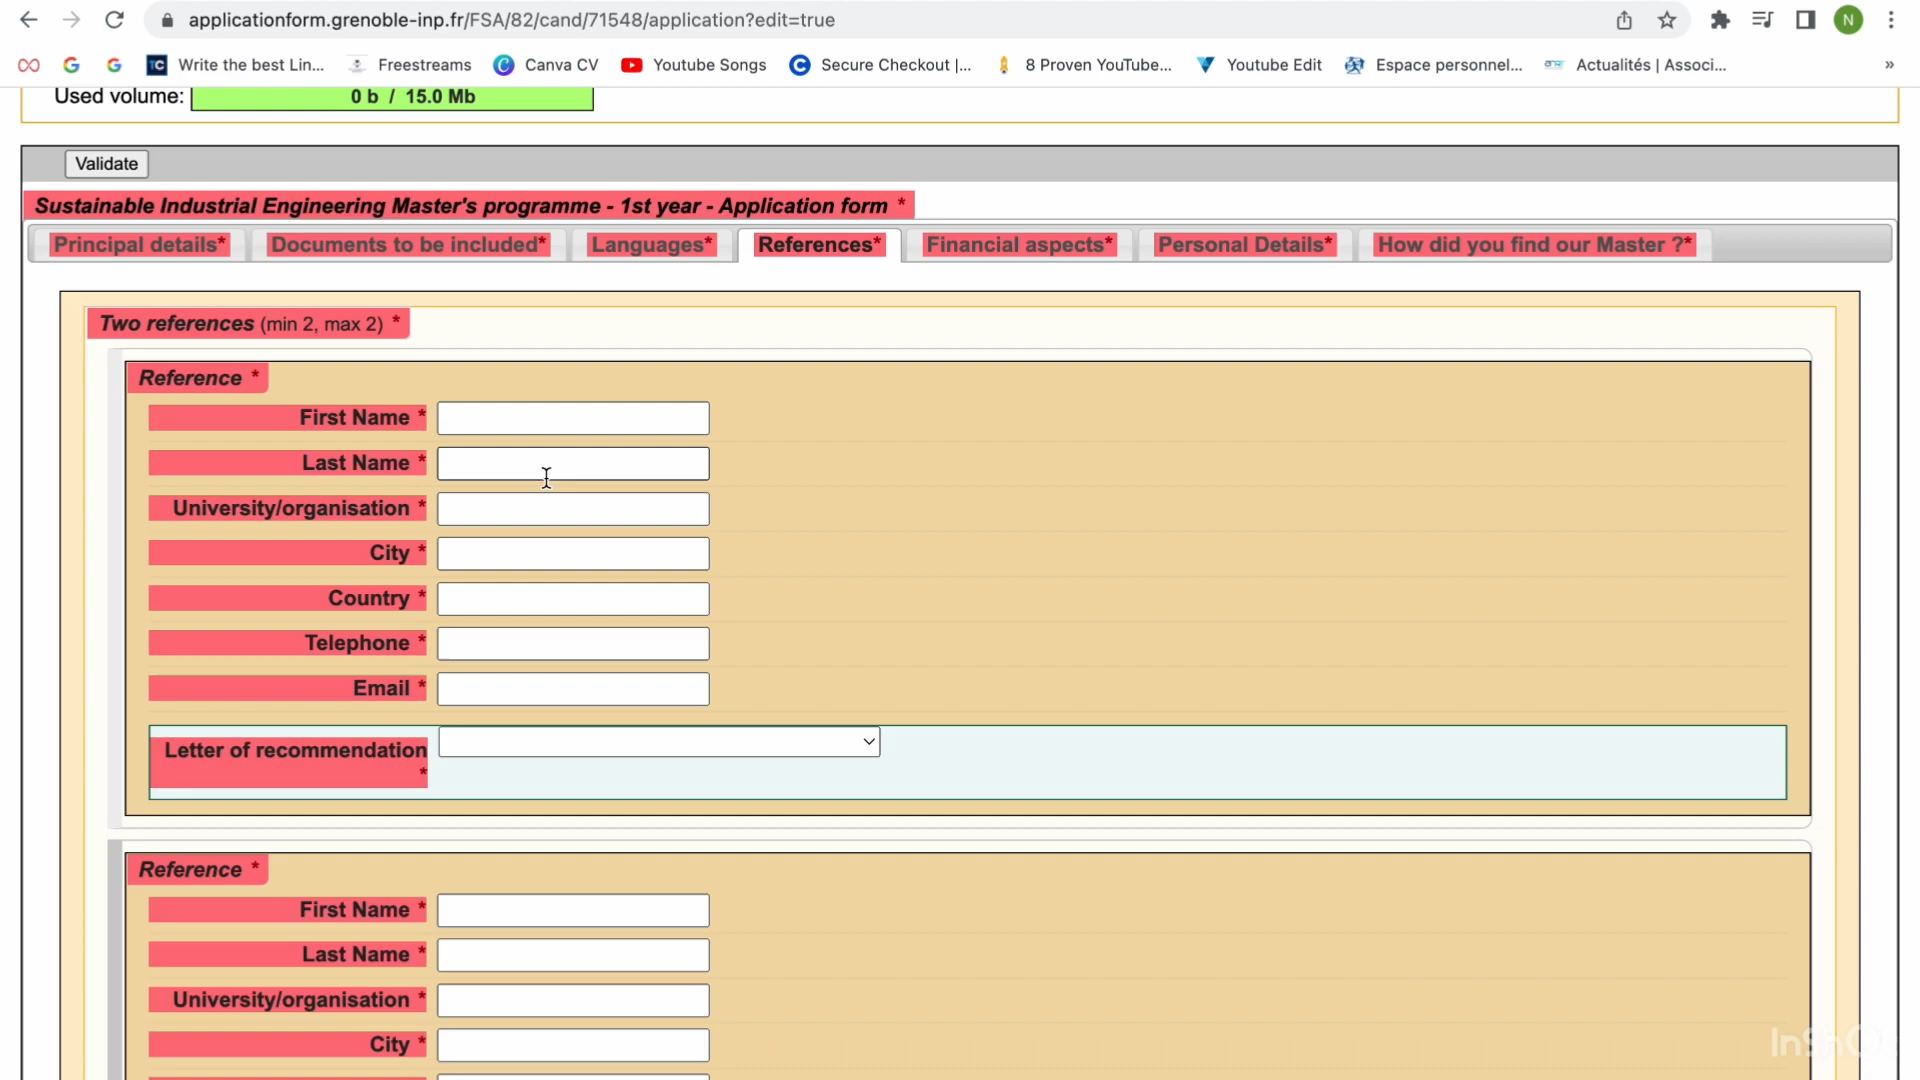 applicationform.grenoble-inp.fr/FSA/82/cand/71548/application?edit=true
N
TC Write the best Lin... Freestreams C Canva CV Youtube Songs C Secure Checkout |... 8 Proven YouTube... Youtube Edit Espace personnel... Actualités | Associ... »
Used volume: 0 b / 15.0 Mb
Validate
Sustainable Industrial Engineering Master's programme - 1st year - Application form *
Principal details* Documents to be included* Languages* References* Financial aspects* Personal Details* How did you find our Master ?*
Two references (min 2, max 2) *
Reference *
First Name *
Last Name *
University/organisation *
City *
Country *
Telephone *
Email *
Letter of recommendation
*
Reference *
First Name *
Last Name *
University/organisation *
City *